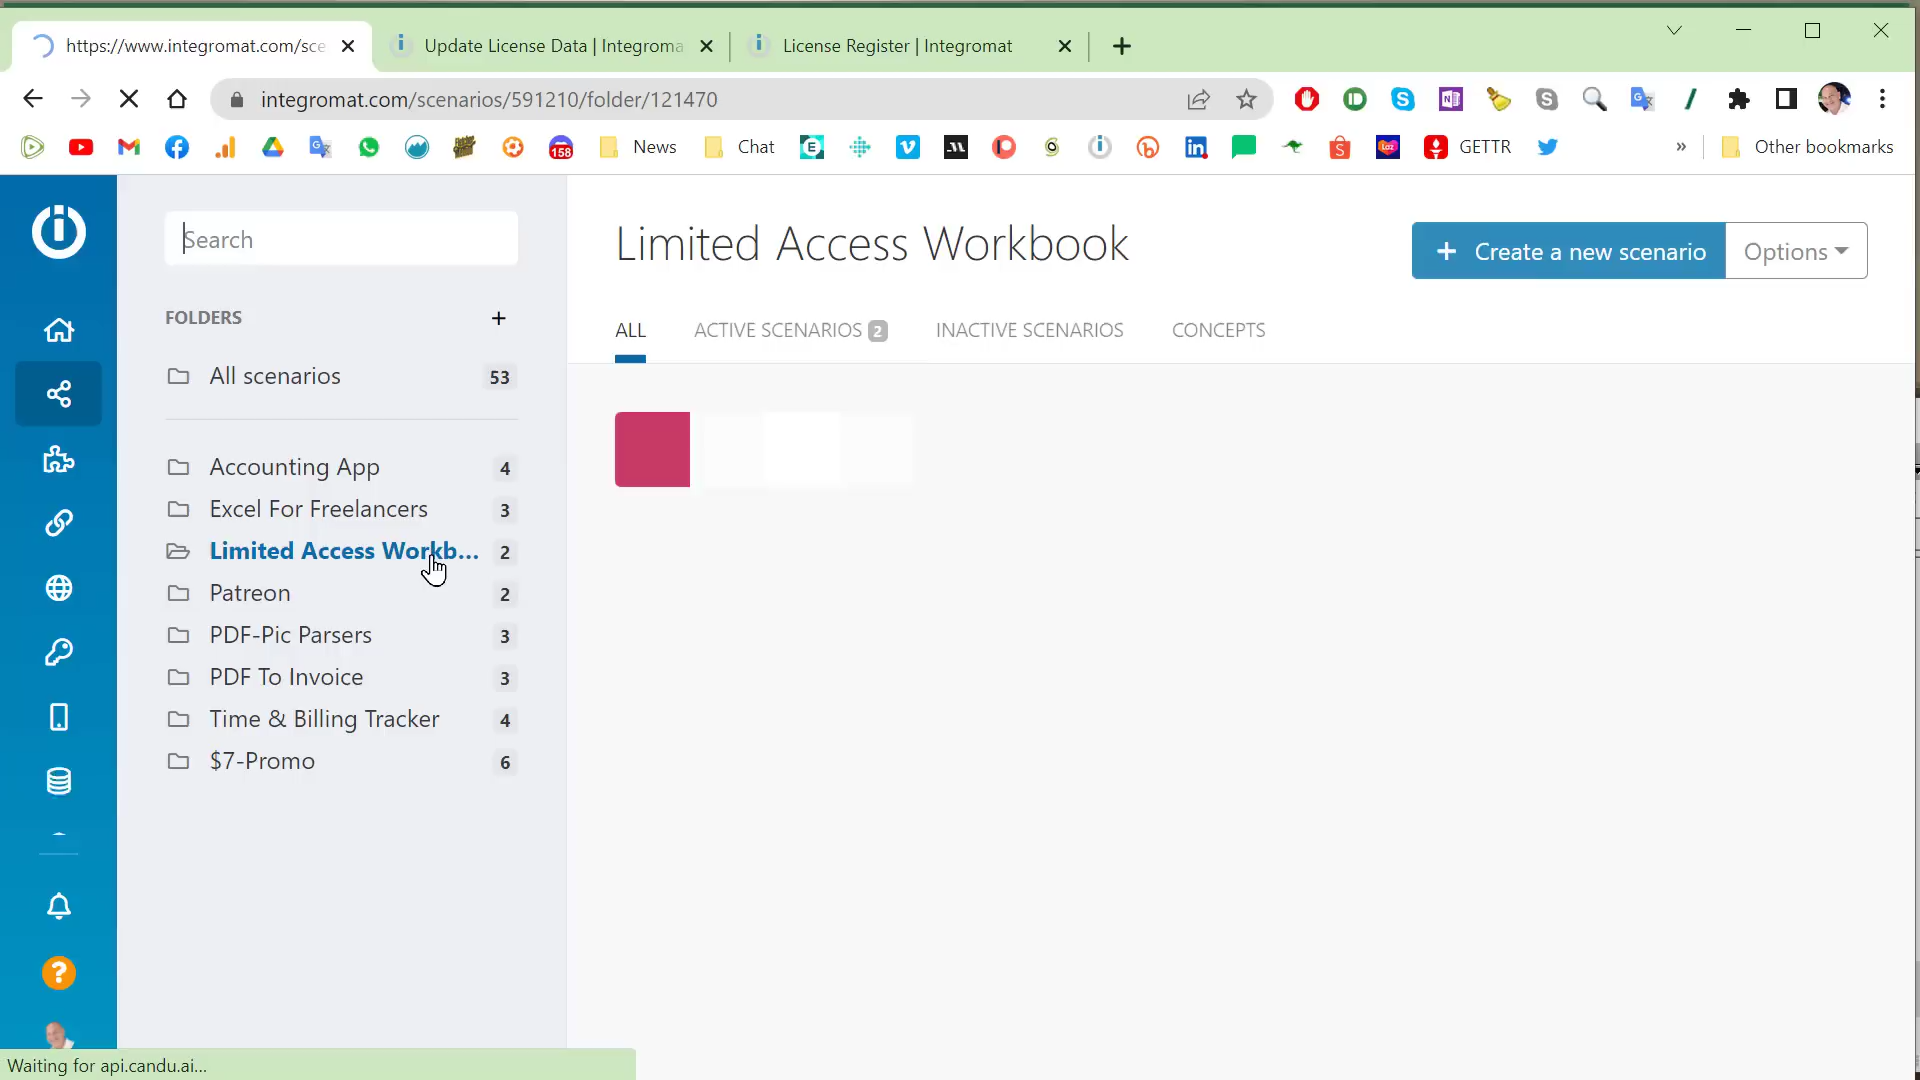 https://www.integromat.com/sce
Update License Data | Integroma
License Register | Integromat
integromat.com/scenarios/591210/folder/121470
158
News
Chat
GETTR
Other bookmarks
Search
Limited Access Workbook
Create a new scenario
Options
FOLDERS
ALL
ACTIVE SCENARIOS 2
INACTIVE SCENARIOS
CONCEPTS
All scenarios 53
Accounting App 4
Excel For Freelancers 3
Limited Access Workb... 2
Patreon 2
PDF-Pic Parsers 3
PDF To Invoice 3
Time & Billing Tracker 4
$7-Promo 6
Waiting for api.candu.ai...